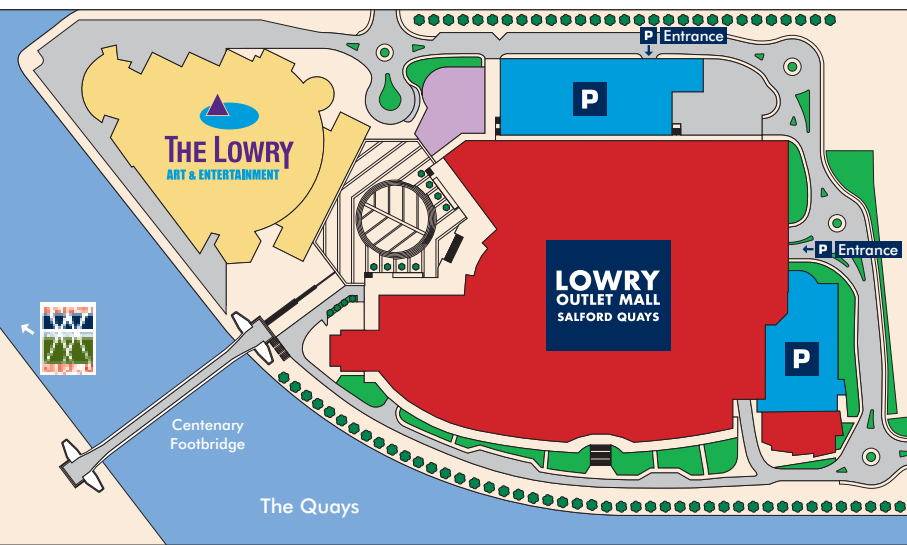 P Entrance
P
THE LOWRY
ART & ENTERTAINMENT
P Entrance
LOWRY
OUTLET MALL
SALFORD QUAYS
P
Centenary
Footbridge
The Quays